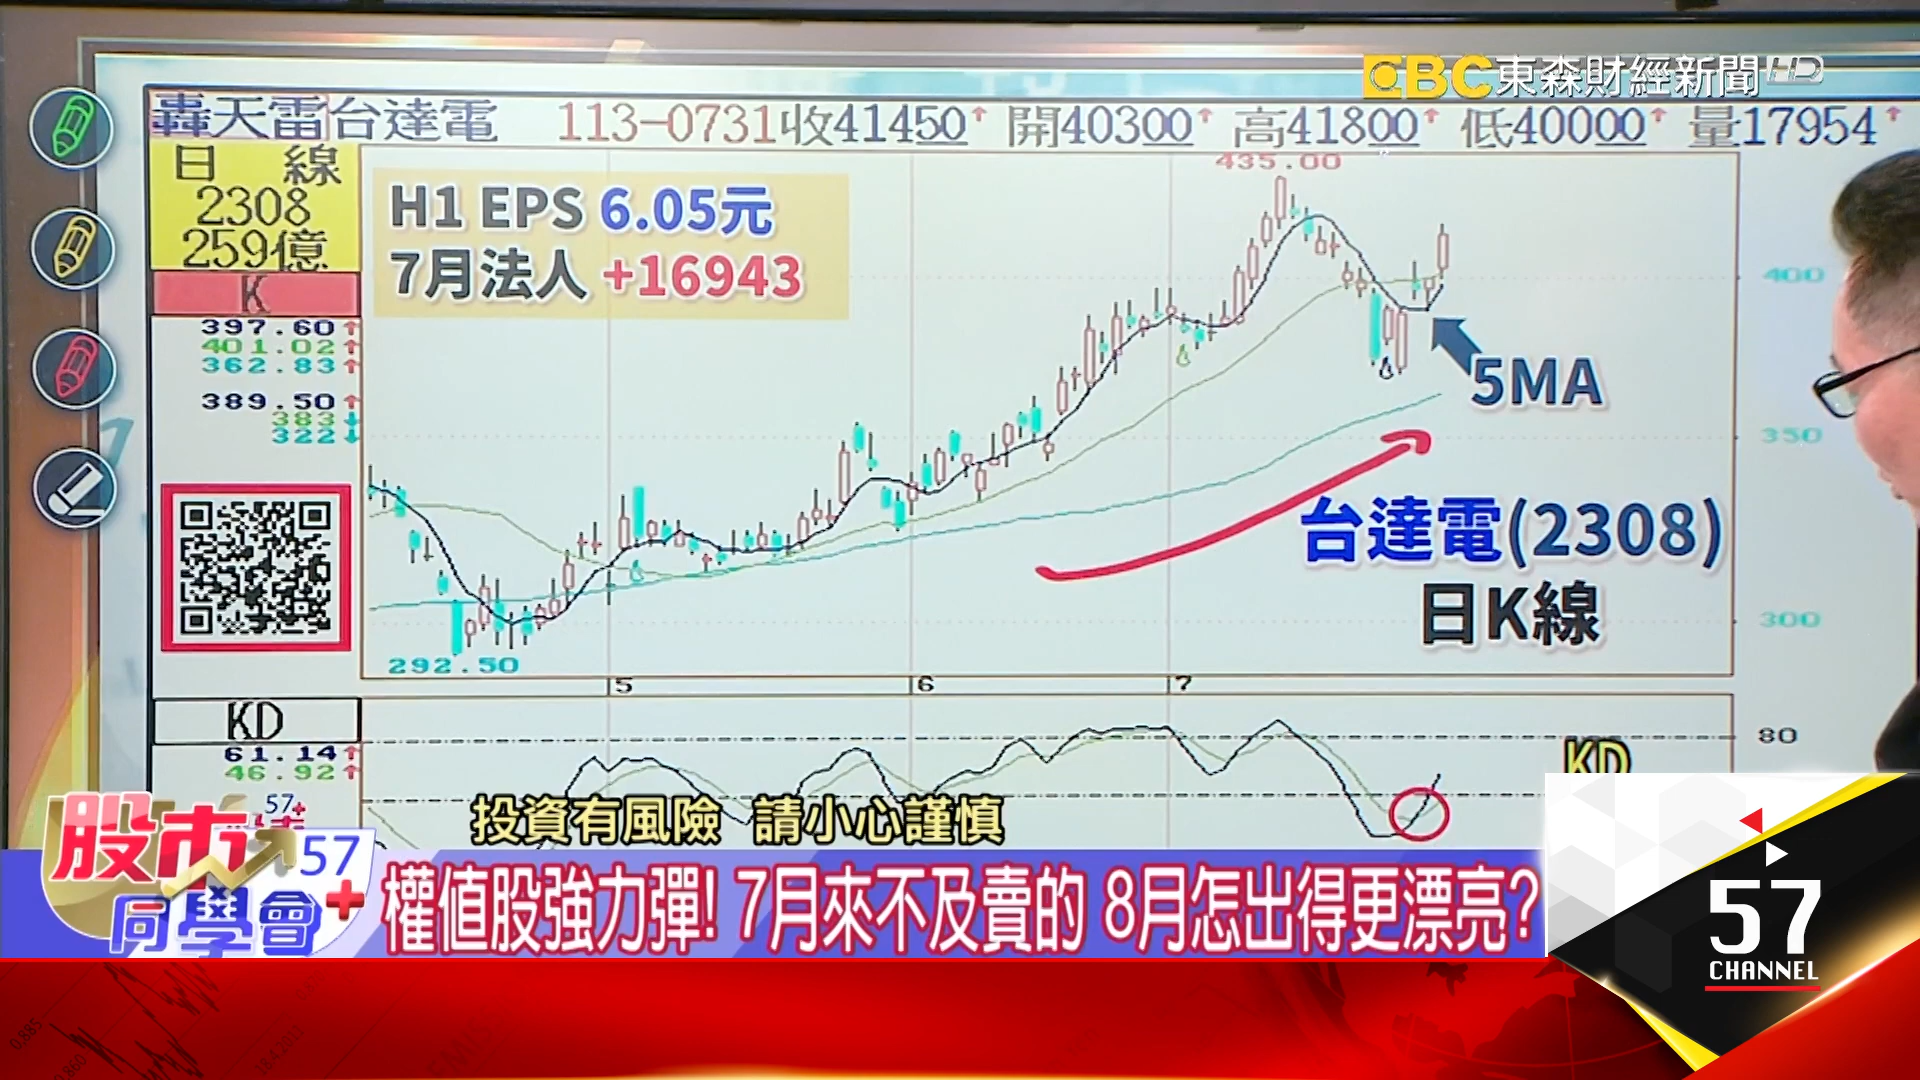 EBC東森財經新聞HD
轟天雷台達電 113-0731收41450↑ 開40300↑ 高41800↑ 低40000↑ 量17954↑
日 線
2308
259億
K
397.60↑
401.02↑
362.83↑
389.50↑
383↓
322↓
H1 EPS 6.05元
7月法人 +16943
435.00
400
5MA
350
台達電(2308)
日K線
300
292.50
5 6 7
KD
61.14↑
46.92↑
80
KD
投資有風險 請小心謹慎
股市
57
同學會+
權值股強力彈! 7月來不及賣的 8月怎出得更漂亮?
57
CHANNEL